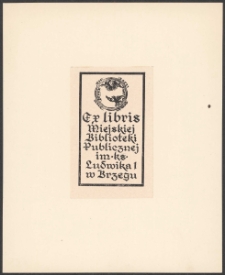 Ex libris
Miejskiej
Biblioteki
Publicznej
im·ks·
Ludwika I
w Brzegu